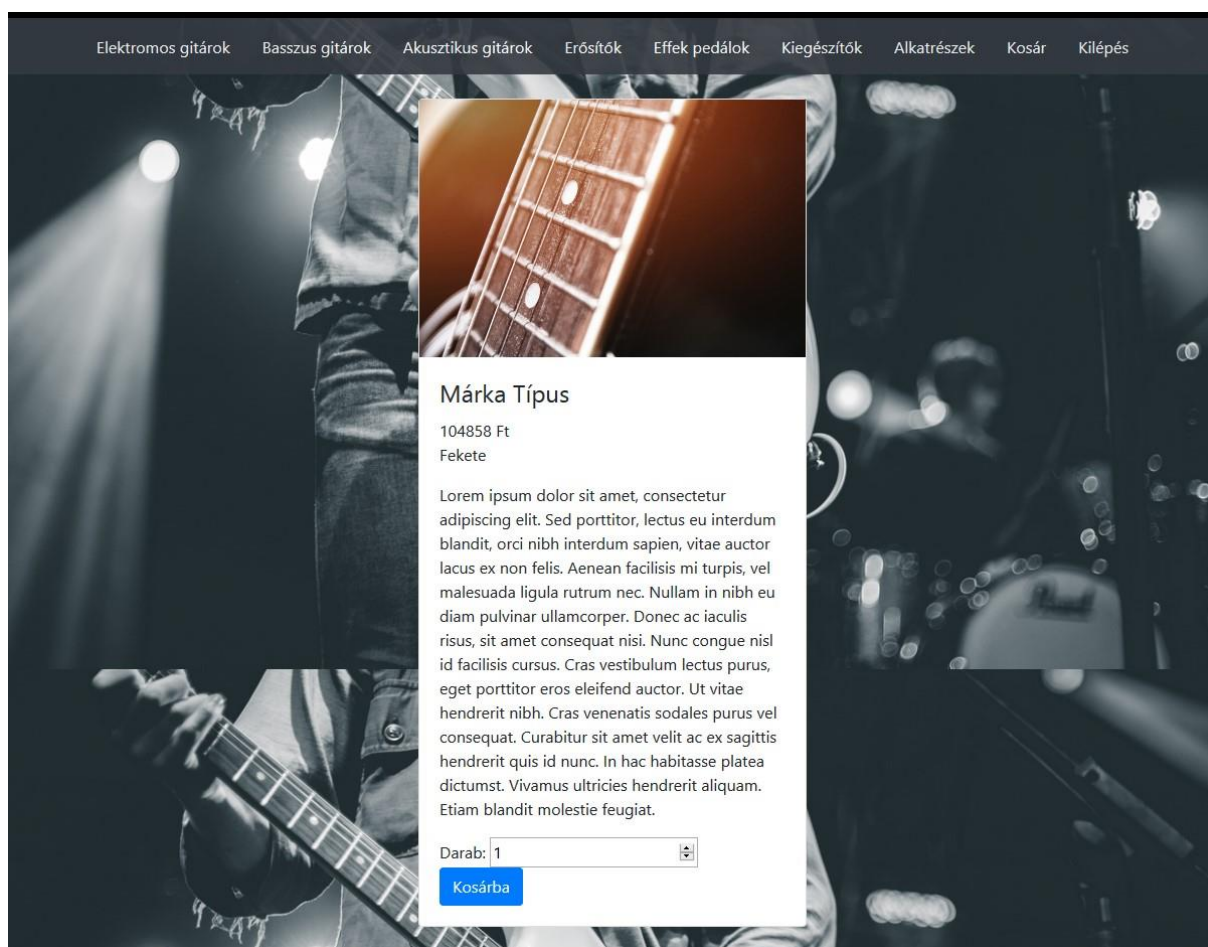 Elektromos gitárok Basszus gitárok Akusztikus gitárok Erősítők Effek pedálok Kiegészítők Alkatrészek Kosár Kilépés
Márka Típus
104858 Ft
Fekete
Lorem ipsum dolor sit amet, consectetur
adipiscing elit. Sed porttitor, lectus eu interdum
blandit, orci nibh interdum sapien, vitae auctor
lacus ex non felis. Aenean facilisis mi turpis, vel
malesuada ligula rutrum nec. Nullam in nibh eu
diam pulvinar ullamcorper. Donec ac iaculis
risus, sit amet consequat nisi. Nunc congue nisl
id facilisis cursus. Cras vestibulum lectus purus,
eget porttitor eros eleifend auctor. Ut vitae
hendrerit nibh. Cras venenatis sodales purus vel
consequat. Curabitur sit amet velit ac ex sagittis
hendrerit quis id nunc. In hac habitasse platea
dictumst. Vivamus ultricies hendrerit aliquam.
Etiam blandit molestie feugiat.
Darab: 1
Kosárba